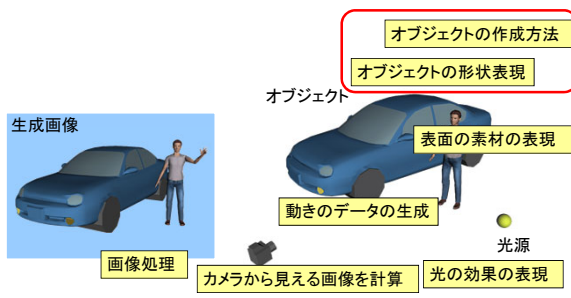 オブジェクトの作成方法
オブジェクトの形状表現
オブジェクト
生成画像
表面の素材の表現
動きのデータの生成
光源
画像処理
カメラから見える画像を計算
光の効果の表現